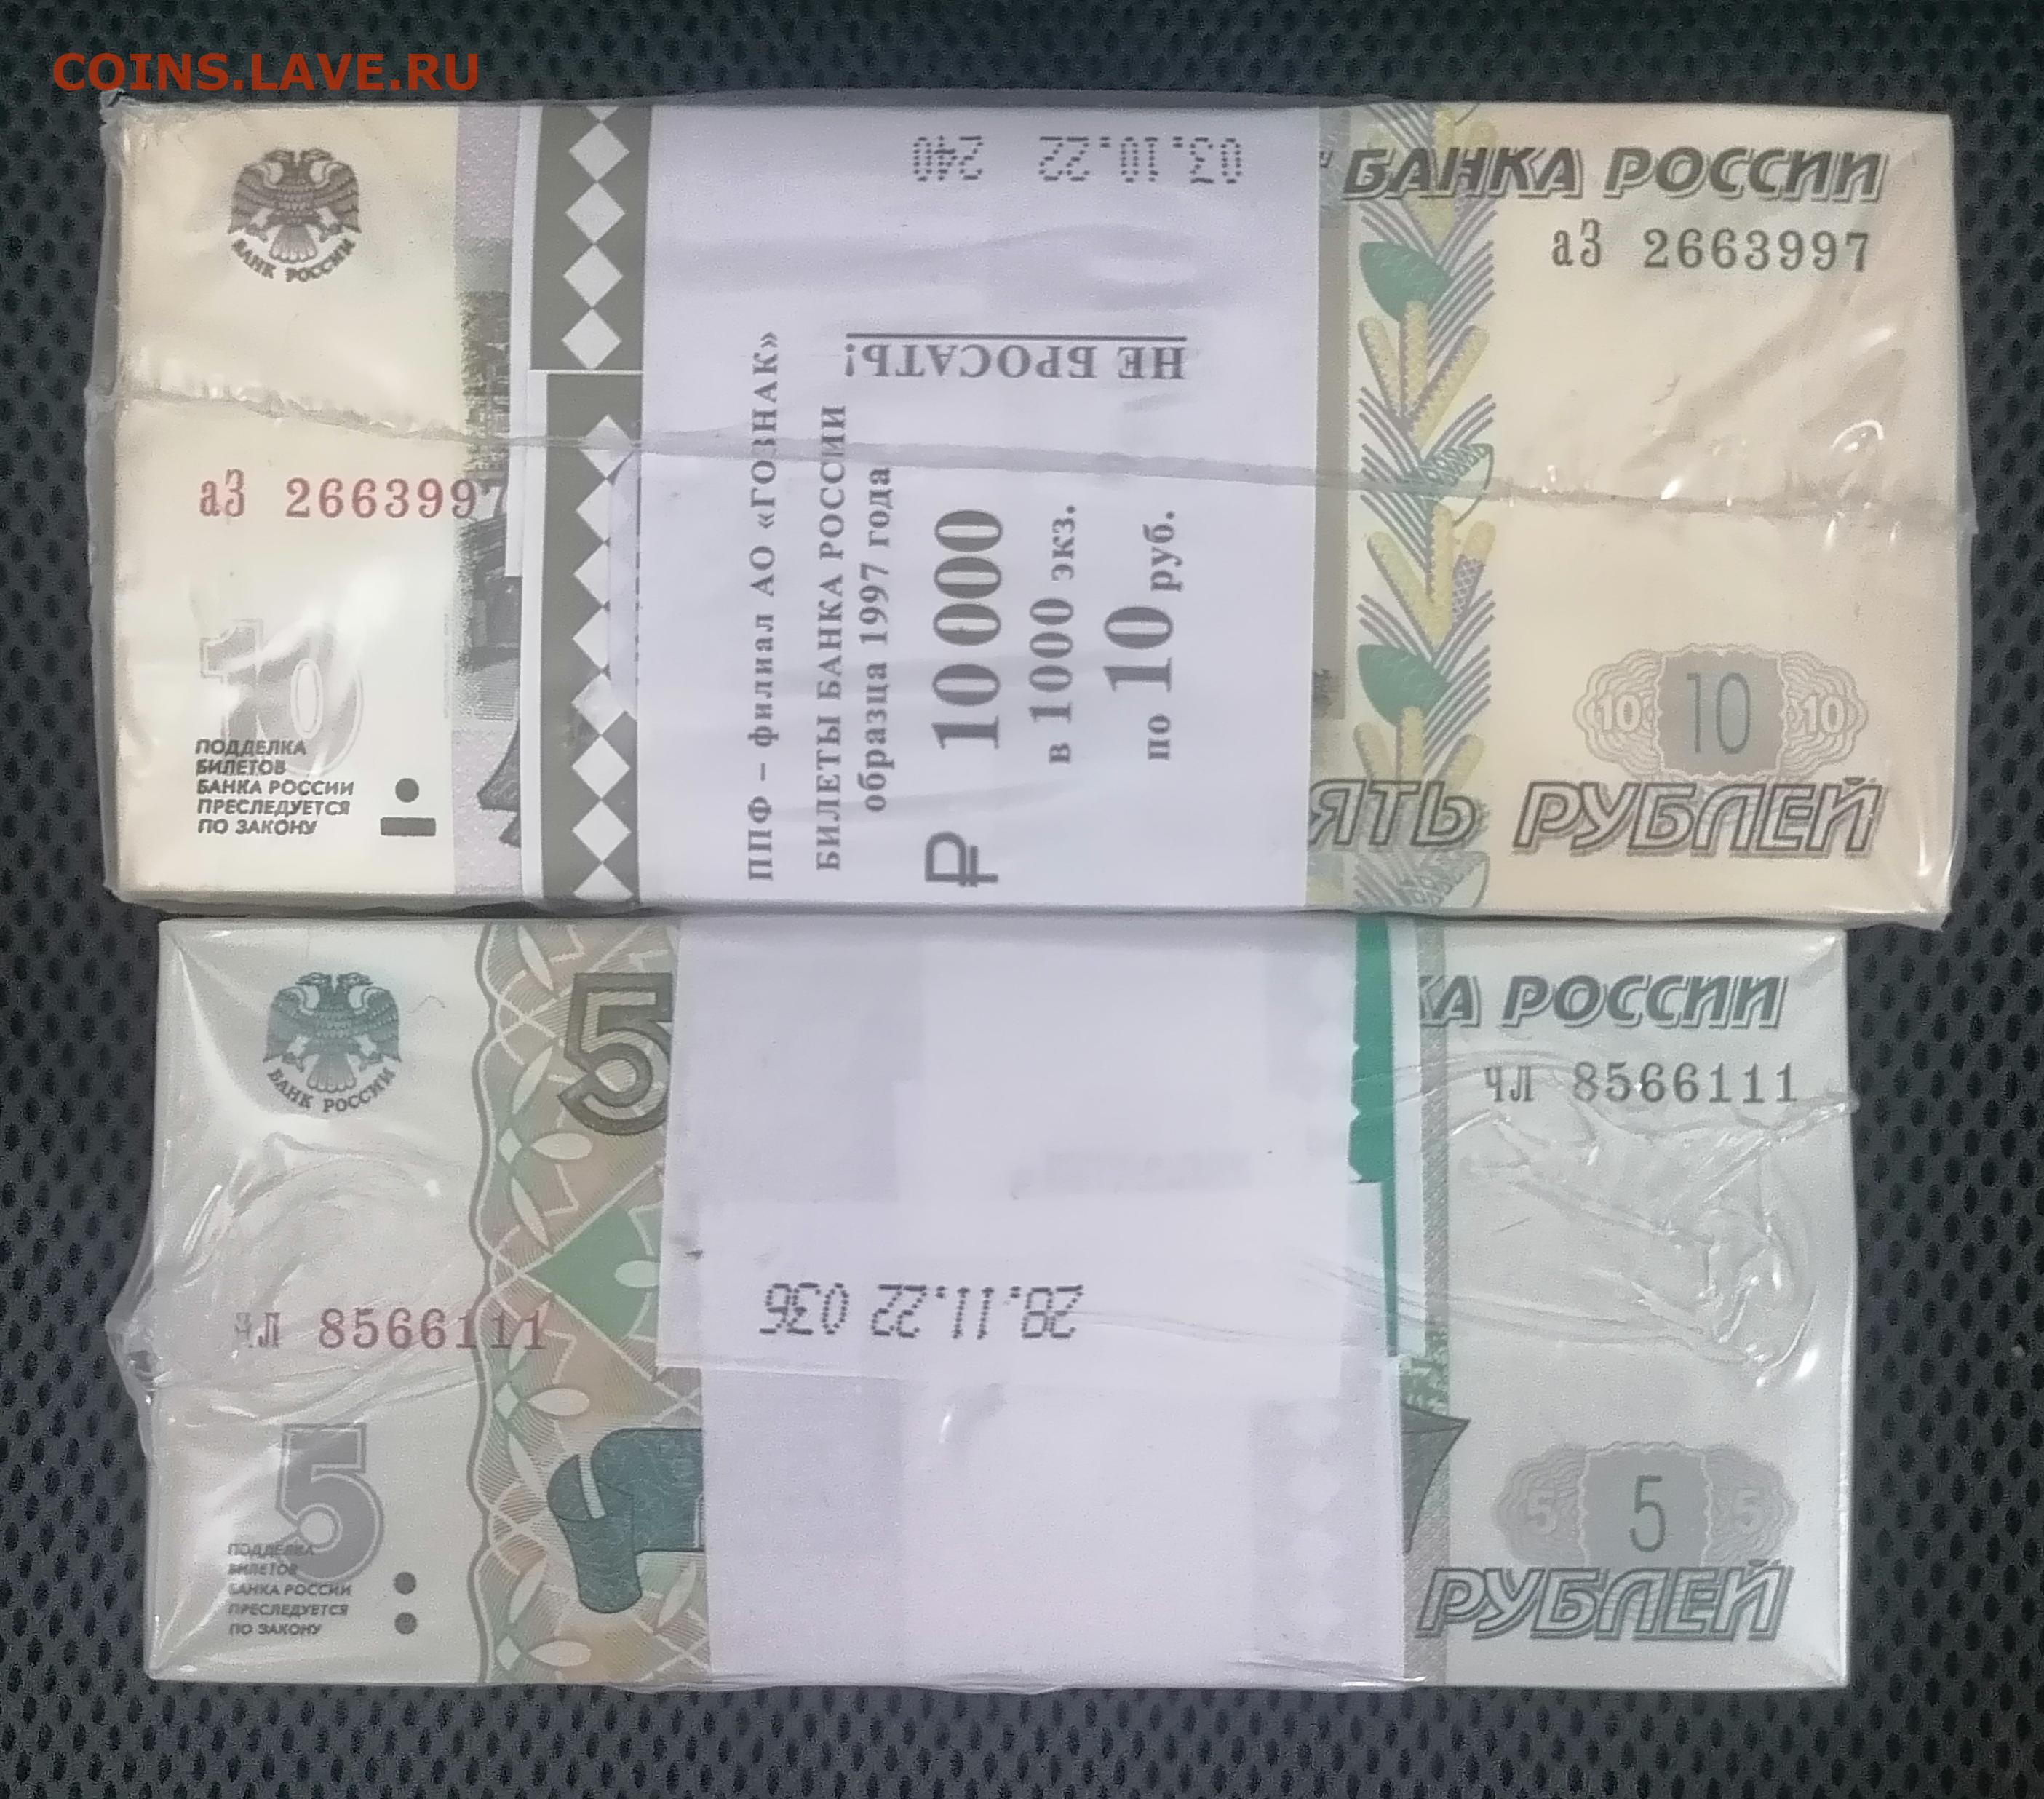 COINS.LAVE.RU
БАНК РОССИИ
03.10.22 240
БАНКА РОССИИ
аЗ 2663997
НЕ БРОСАТЬ!
аЗ 2663997
ППФ – филиал АО «ГОЗНАК»
БИЛЕТЫ БАНКА РОССИИ
образца 1997 года
₽ 10 000
в 1000 экз.
по 10 руб.
10
ПОДДЕЛКА
БИЛЕТОВ
БАНКА РОССИИ
ПРЕСЛЕДУЕТСЯ
ПО ЗАКОНУ
10 10 10
ЯТЬ РУБЛЕЙ
БАНК РОССИИ
5
КА РОССИИ
чл 8566111
28.11.22 036
чл 8566111
5
ПОДДЕЛКА
БИЛЕТОВ
БАНКА РОССИИ
ПРЕСЛЕДУЕТСЯ
ПО ЗАКОНУ
5 5 5
РУБЛЕЙ